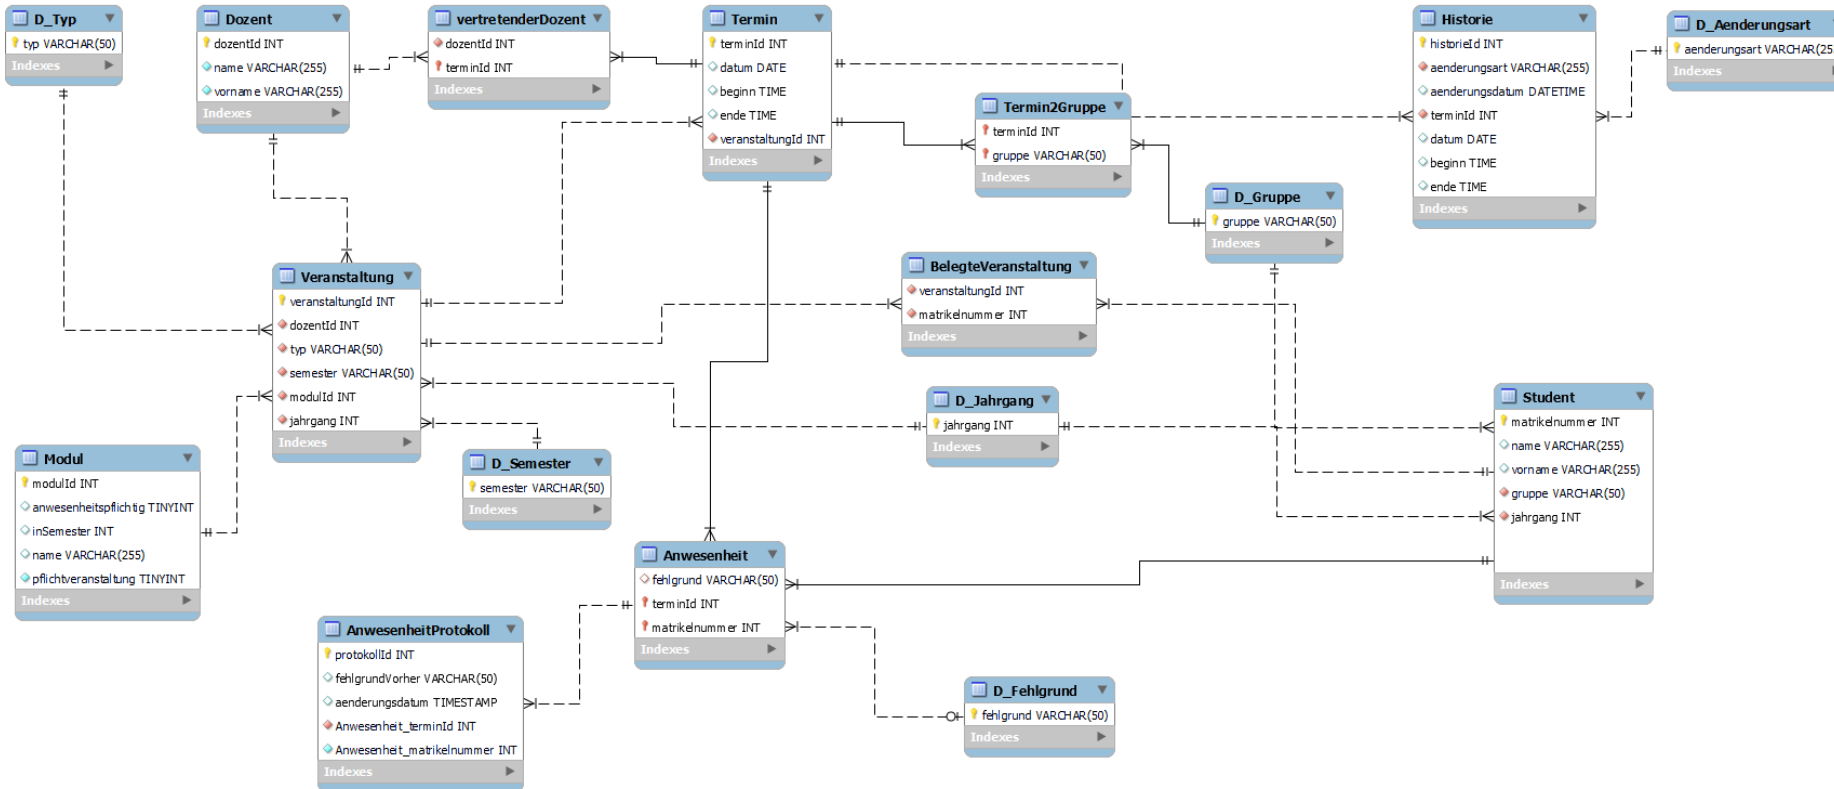 D_Typ
typ VARCHAR(50)
Indexes
Dozent
dozentId INT
name VARCHAR(255)
vorname VARCHAR(255)
Indexes
vertretenderDozent
dozentId INT
terminId INT
Indexes
Termin
terminId INT
datum DATE
beginn TIME
ende TIME
veranstaltungId INT
Indexes
Termin2Gruppe
terminId INT
gruppe VARCHAR(50)
Indexes
Historie
historieId INT
aenderungsart VARCHAR(255)
aenderungsdatum DATETIME
terminId INT
datum DATE
beginn TIME
ende TIME
Indexes
D_Aenderungsart
aenderungsart VARCHAR(25
Indexes
D_Gruppe
gruppe VARCHAR(50)
Indexes
Veranstaltung
veranstaltungId INT
dozentId INT
typ VARCHAR(50)
semester VARCHAR(50)
modulId INT
jahrgang INT
Indexes
BelegteVeranstaltung
veranstaltungId INT
matrikelnummer INT
Indexes
D_Jahrgang
jahrgang INT
Indexes
Student
matrikelnummer INT
name VARCHAR(255)
vorname VARCHAR(255)
gruppe VARCHAR(50)
jahrgang INT
Indexes
Modul
modulId INT
anwesenheitspflichtig TINYINT
inSemester INT
name VARCHAR(255)
pflichtveranstaltung TINYINT
Indexes
D_Semester
semester VARCHAR(50)
Indexes
Anwesenheit
fehlgrund VARCHAR(50)
terminId INT
matrikelnummer INT
Indexes
AnwesenheitProtokoll
protokollId INT
fehlgrundVorher VARCHAR(50)
aenderungsdatum TIMESTAMP
Anwesenheit_terminId INT
Anwesenheit_matrikelnummer INT
Indexes
D_Fehlgrund
fehlgrund VARCHAR(50)
Indexes